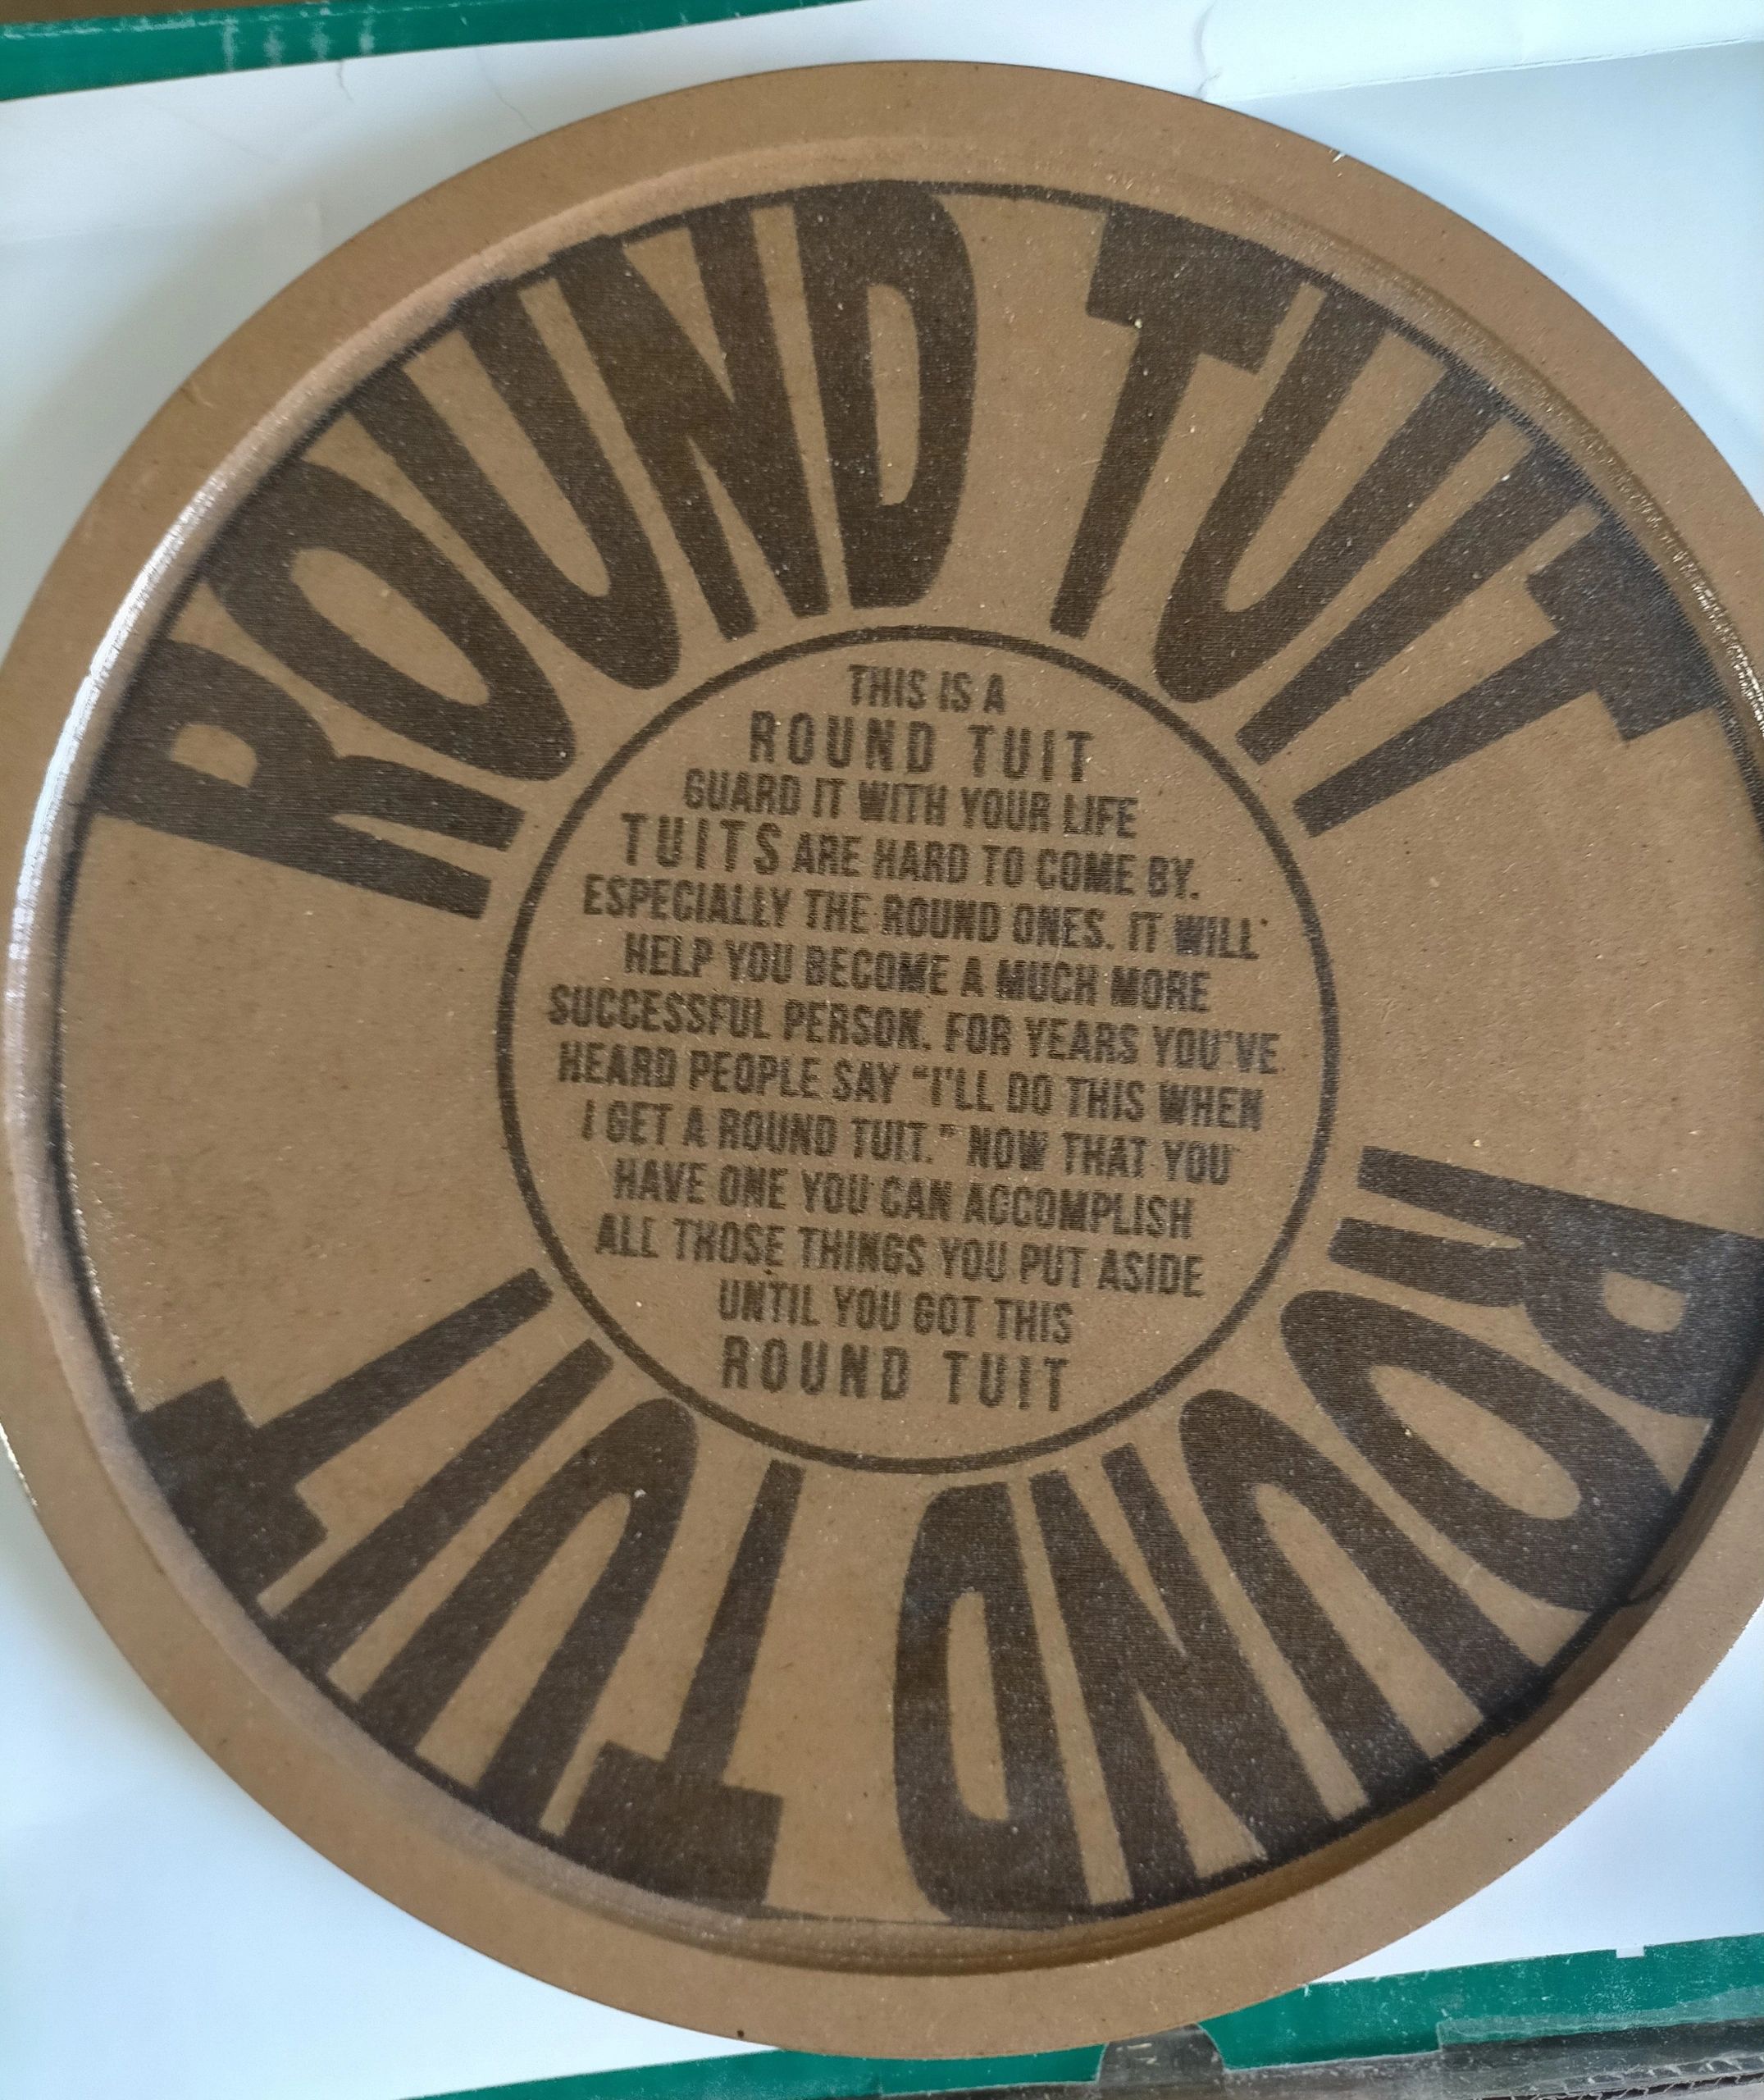 ROUND TUIT
THIS IS A
ROUND TUIT
GUARD IT WITH YOUR LIFE
TUITS ARE HARD TO COME BY.
ESPECIALLY THE ROUND ONES. IT WILL
HELP YOU BECOME A MUCH MORE
SUCCESSFUL PERSON. FOR YEARS YOU'VE
HEARD PEOPLE SAY "I'LL DO THIS WHEN
I GET A ROUND TUIT." NOW THAT YOU
HAVE ONE YOU CAN ACCOMPLISH
ALL THOSE THINGS YOU PUT ASIDE
UNTIL YOU GOT THIS
ROUND TUIT
ROUND TUIT